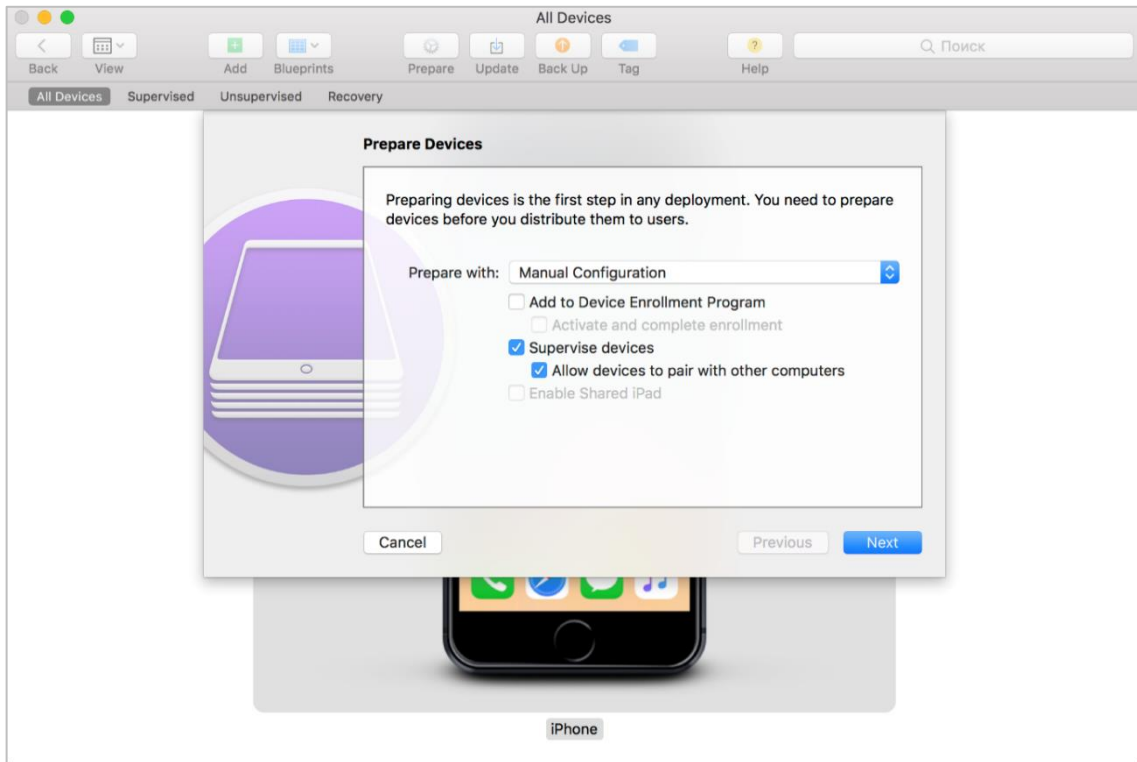 All Devices
Back View Add Blueprints Prepare Update Back Up Tag Help Поиск
All Devices Supervised Unsupervised Recovery
Prepare Devices
Preparing devices is the first step in any deployment. You need to prepare
devices before you distribute them to users.
Prepare with: Manual Configuration
Add to Device Enrollment Program
Activate and complete enrollment
Supervise devices
Allow devices to pair with other computers
Enable Shared iPad
Cancel Previous Next
iPhone